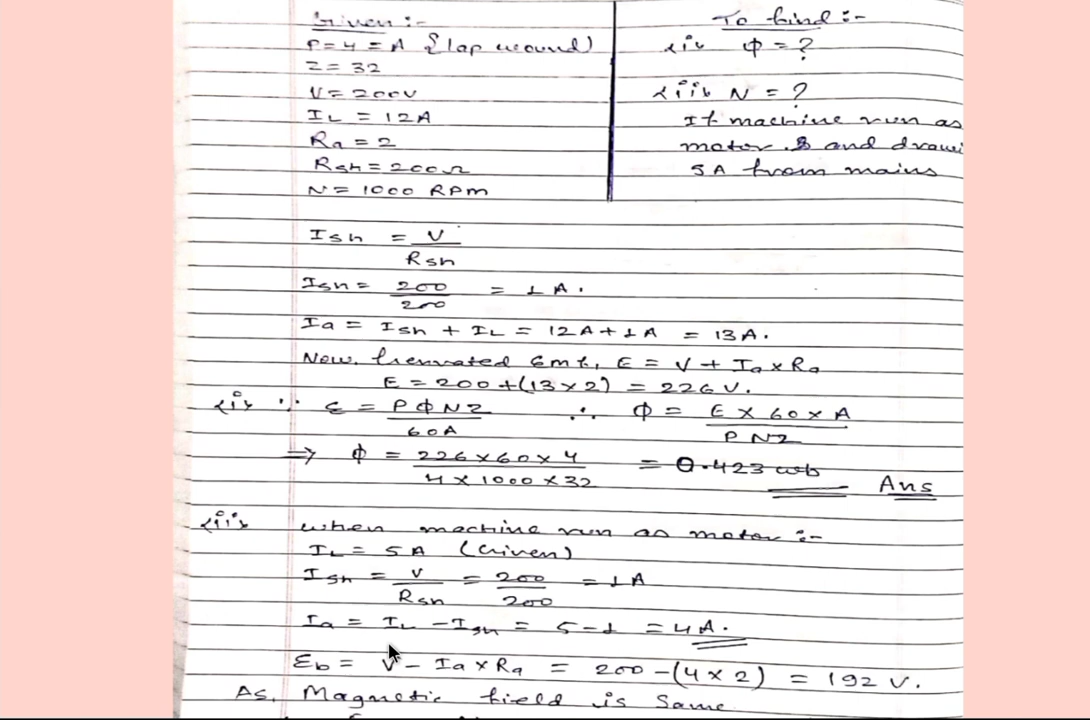 Given :-
P = 4 = A {lap wound)
Z = 32
V = 200V
IL = 12A
Ra = 2
Rsh = 200Ω
N = 1000 RPM
To find :-
(i) Φ = ?
(ii) N = ?
If machine run as
motor. and drawi
5A from mains
Ish = V / Rsh
Ish = 200 / 200 = 1 A.
Ia = Ish + IL = 12A + 1A = 13A.
Now, Genrated Emf, E = V + Ia x Ra
E = 200 + (13 x 2) = 226 V.
(i) ∵ E = PΦNZ / 60A ∴ Φ = E x 60 x A / PNZ
⇒ Φ = 226 x 60 x 4 / 4 x 1000 x 32 = 0.423 wb Ans
(ii) when machine run as motor :-
IL = 5A (Given)
Ish = V / Rsh = 200 / 200 = 1A
Ia = IL - Ish = 5 - 1 = 4A.
Eb = V - Ia x Ra = 200 - (4 x 2) = 192 V.
As, Magnetic field is Same